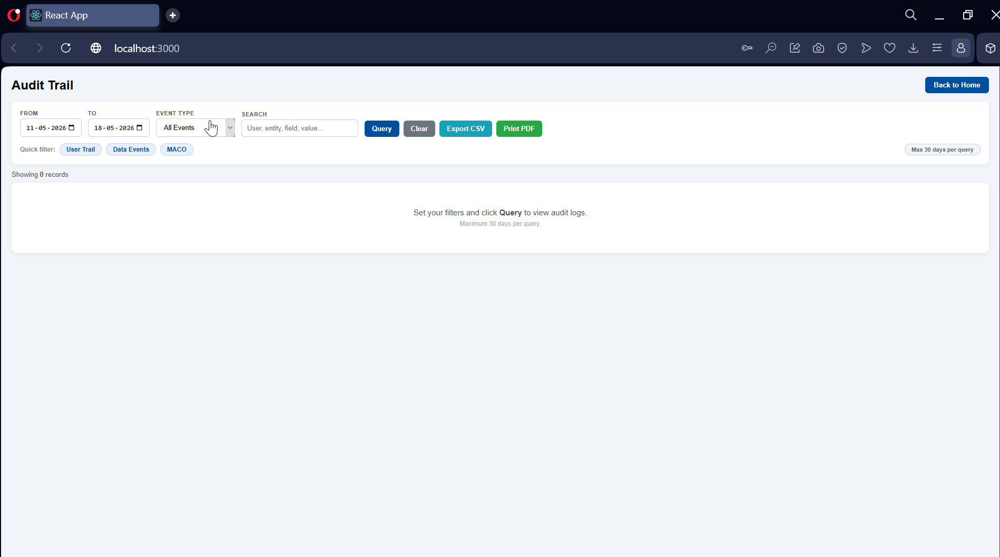 React App
localhost:3000
Audit Trail
Back to Home
FROM TO EVENT TYPE SEARCH
11-05-2026 18-05-2026 All Events User, entity, field, value... Query Clear Export CSV Print PDF
Quick filter: User Trail Data Events MACO Max 30 days per query
Showing 0 records
Set your filters and click Query to view audit logs.
Maximum 30 days per query.